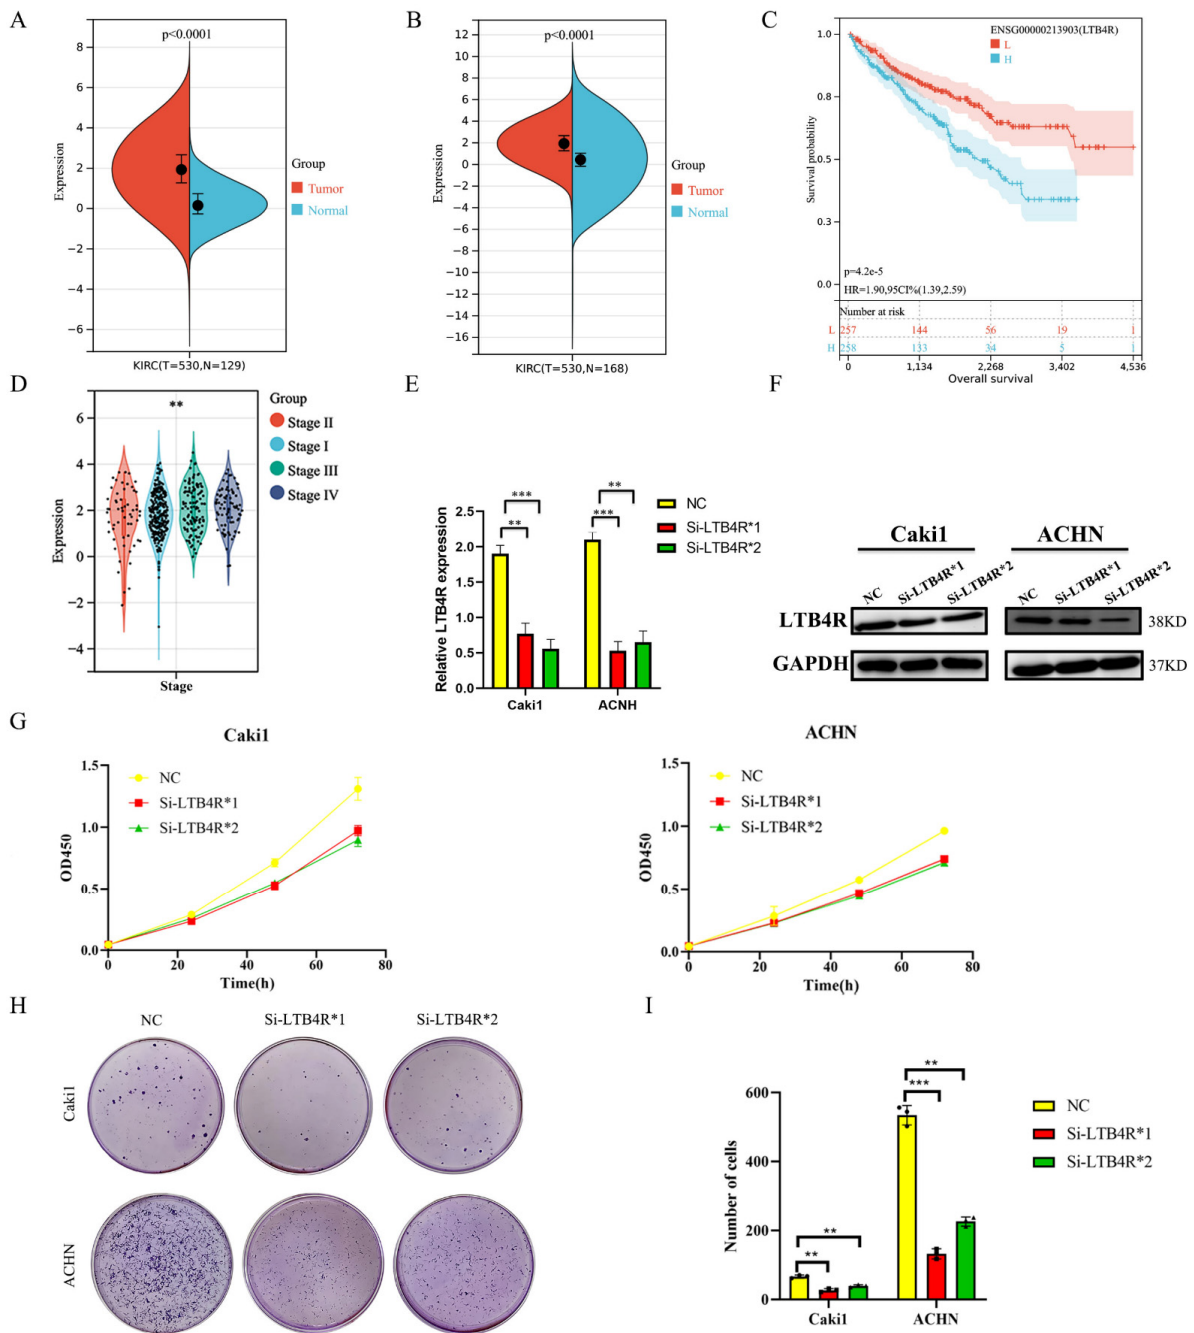 A
p<0.0001
8
6
4
2
0
−2
−4
−6
Expression
Group
Tumor
Normal
KIRC(T=530,N=129)
B
p<0.0001
12
10
8
6
4
2
0
−2
−4
−6
−8
−10
−12
−14
−16
Expression
Group
Tumor
Normal
KIRC(T=530,N=168)
C
ENSG00000213903(LTB4R)
L
H
1.0
0.8
0.5
0.3
0.0
Survival probability
p=4.2e-5
HR=1.90,95CI%(1.39,2.59)
Number at risk
L 257 144 56 19 1
H 258 133 34 5 1
0 1,134 2,268 3,402 4,536
Overall survival
D
**
6
4
2
0
−2
−4
Expression
Stage
Group
Stage II
Stage I
Stage III
Stage IV
E
2.5
2.0
1.5
1.0
0.5
0.0
Relative LTB4R expression
***
**
**
***
Caki1 ACNH
NC
Si-LTB4R*1
Si-LTB4R*2
F
Caki1 ACHN
NC Si-LTB4R*1 Si-LTB4R*2 NC Si-LTB4R*1 Si-LTB4R*2
LTB4R 38KD
GAPDH 37KD
G
Caki1
1.5
1.0
0.5
0.0
OD450
NC
Si-LTB4R*1
Si-LTB4R*2
0 20 40 60 80
Time(h)
ACHN
1.5
1.0
0.5
0.0
OD450
NC
Si-LTB4R*1
Si-LTB4R*2
0 20 40 60 80
Time(h)
H
NC Si-LTB4R*1 Si-LTB4R*2
Caki1
ACHN
I
600
400
200
0
Number of cells
**
**
**
***
Caki1 ACHN
NC
Si-LTB4R*1
Si-LTB4R*2